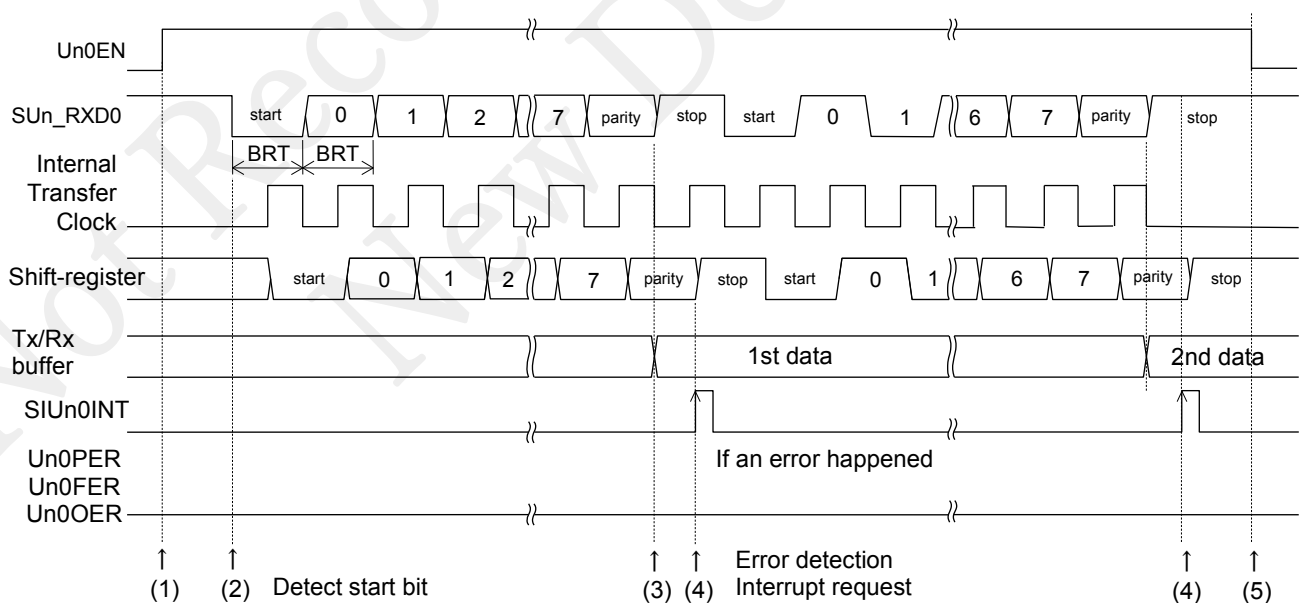 Un0EN
SUn_RXD0 start 0 1 2 7 parity stop start 0 1 6 7 parity stop
BRT BRT
Internal
Transfer
Clock
Shift-register start 0 1 2 7 parity stop start 0 1 6 7 parity stop
Tx/Rx
buffer
1st data 2nd data
SIUn0INT
Un0PER If an error happened
Un0FER
Un0OER
↑ ↑ ↑ ↑ Error detection ↑ ↑
(1) (2) Detect start bit (3) (4) Interrupt request (4) (5)
Not Reco
New D